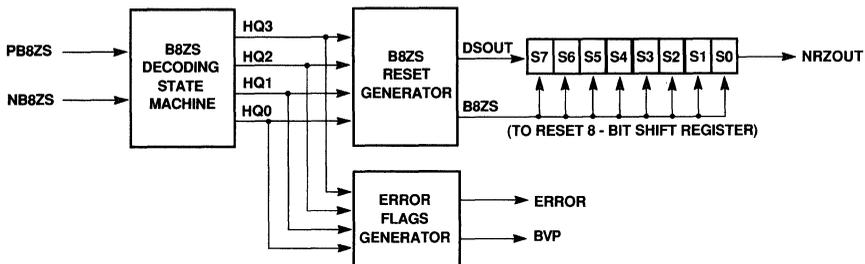 PB8ZS
NB8ZS
B8ZS
DECODING
STATE
MACHINE
HQ3
HQ2
HQ1
HQ0
B8ZS
RESET
GENERATOR
DSOUT
B8ZS
S7 S6 S5 S4 S3 S2 S1 S0
NRZOUT
(TO RESET 8 - BIT SHIFT REGISTER)
ERROR
FLAGS
GENERATOR
ERROR
BVP